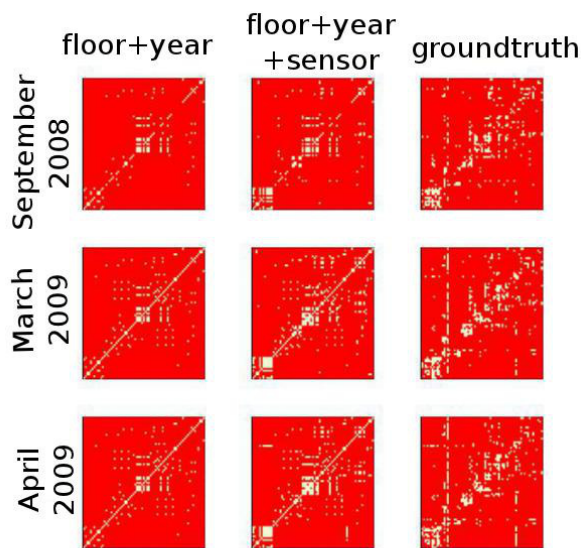 floor+year
floor+year
+sensor
groundtruth
September
2008
March
2009
April
2009